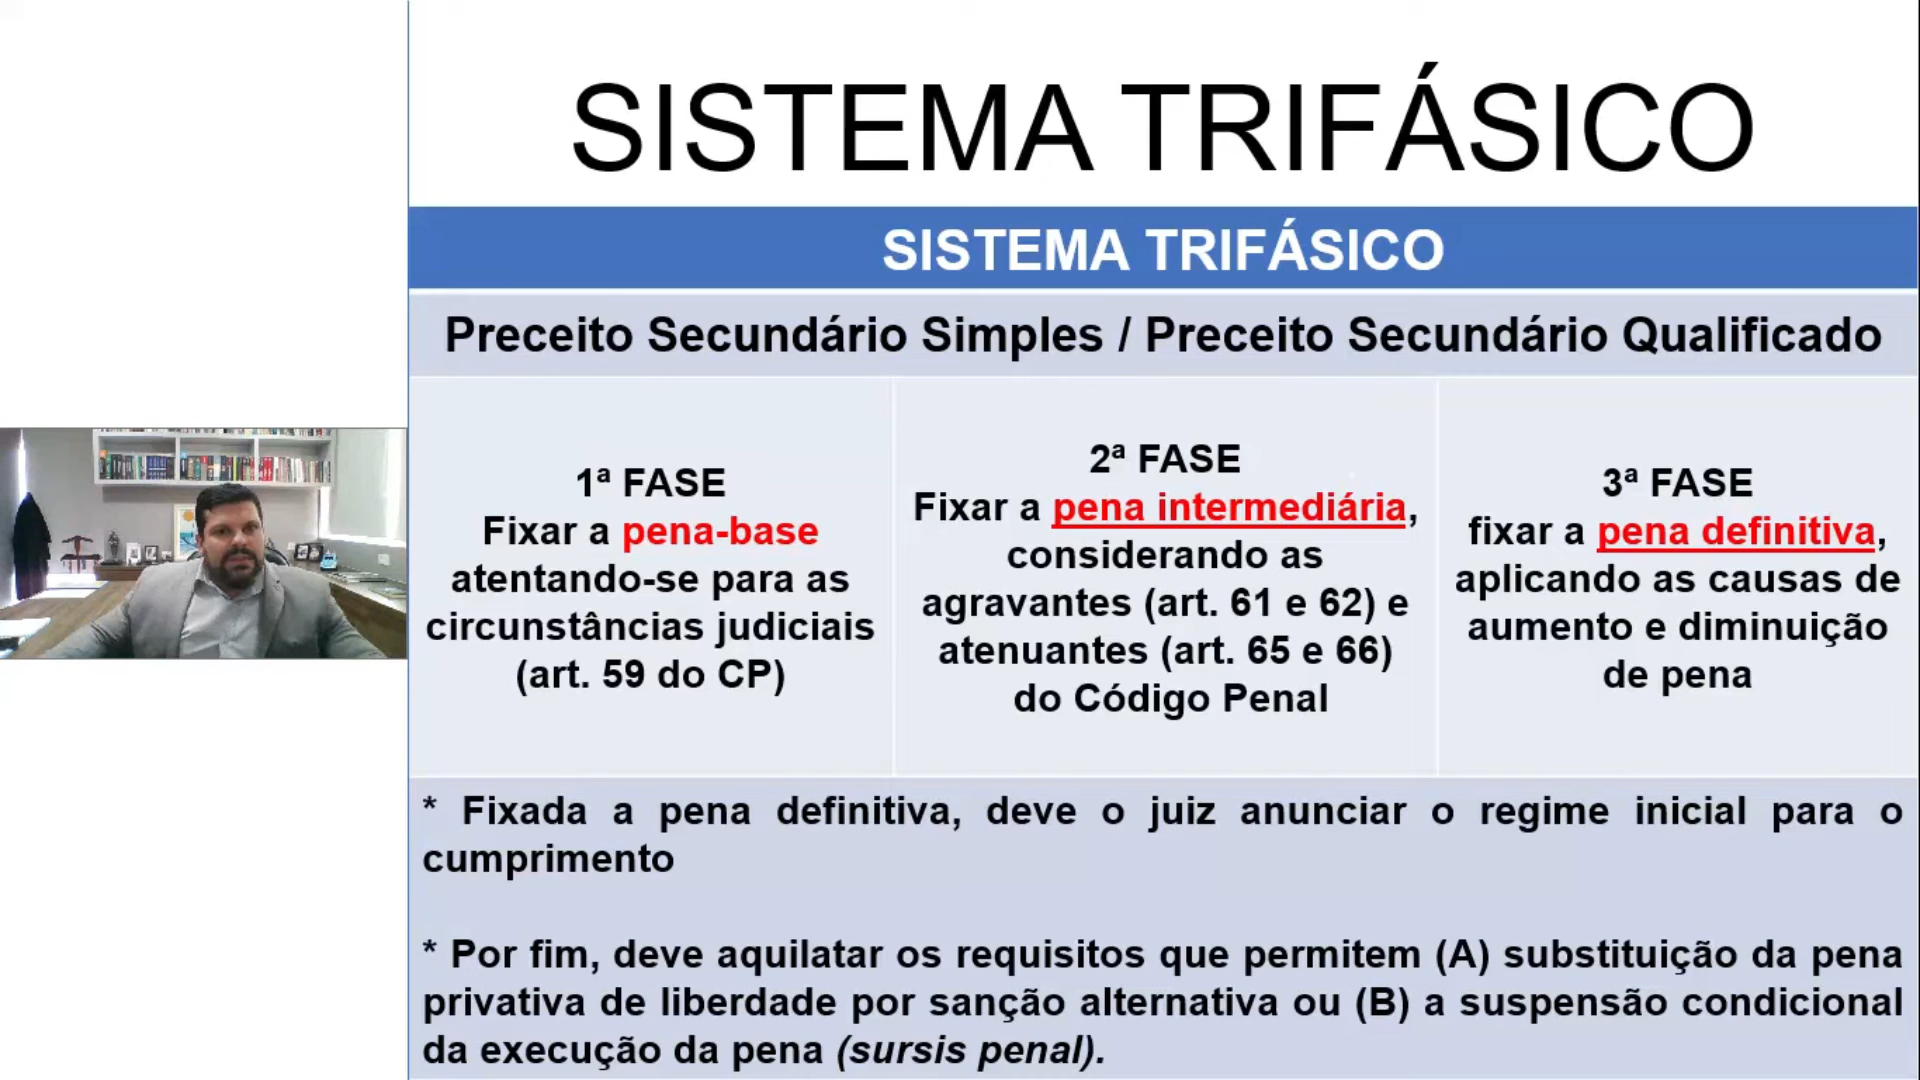 SISTEMA TRIFÁSICO
SISTEMA TRIFÁSICO
Preceito Secundário Simples / Preceito Secundário Qualificado
1ª FASE
Fixar a pena-base
atentando-se para as
circunstâncias judiciais
(art. 59 do CP)
2ª FASE
Fixar a pena intermediária,
considerando as
agravantes (art. 61 e 62) e
atenuantes (art. 65 e 66)
do Código Penal
3ª FASE
fixar a pena definitiva,
aplicando as causas de
aumento e diminuição
de pena
* Fixada a pena definitiva, deve o juiz anunciar o regime inicial para o
cumprimento
* Por fim, deve aquilatar os requisitos que permitem (A) substituição da pena
privativa de liberdade por sanção alternativa ou (B) a suspensão condicional
da execução da pena (sursis penal).